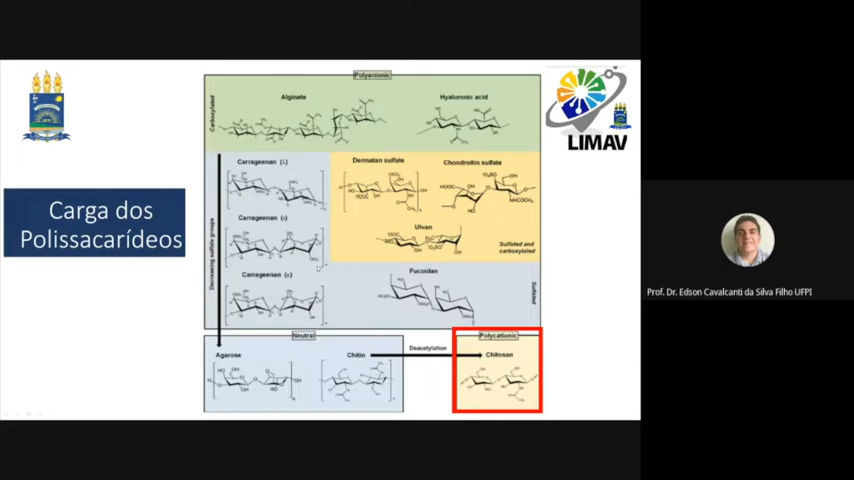 Carga dos
Polissacarídeos
Polyanionic
Carboxylated
Alginate
Hyaluronic acid
Decreasing sulfate groups
Carrageenan (λ)
Carrageenan (ι)
Carrageenan (κ)
Dermatan sulfate
Chondroitin sulfate
Ulvan
Sulfated and
carboxylated
Fucoidan
Sulfated
Neutral
Agarose
Chitin
Deacetylation
Polycationic
Chitosan
LIMAV
Prof. Dr. Edson Cavalcanti da Silva Filho UFPI